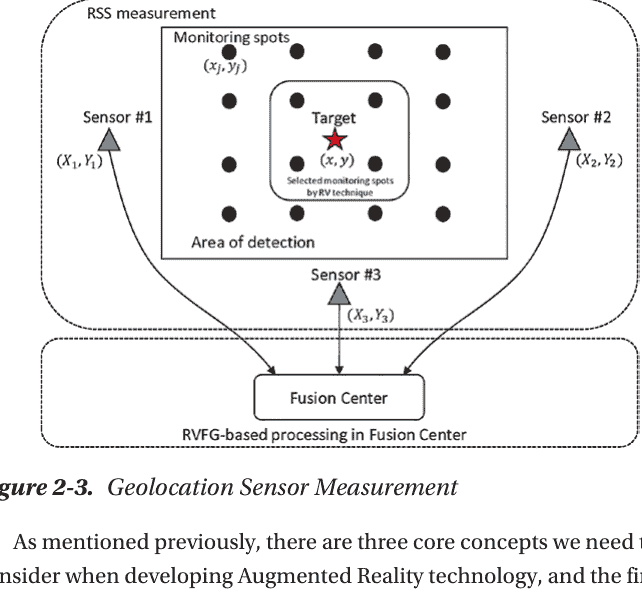 RSS measurement
Monitoring spots
(xⱼ, yⱼ)
Sensor #1
(X₁, Y₁)
Target
(x, y)
Selected monitoring spots
by RV technique
Sensor #2
(X₂, Y₂)
Area of detection
Sensor #3
(X₃, Y₃)
Fusion Center
RVFG-based processing in Fusion Center
gure 2-3. Geolocation Sensor Measurement
As mentioned previously, there are three core concepts we need
nsider when developing Augmented Reality technology, and the fir